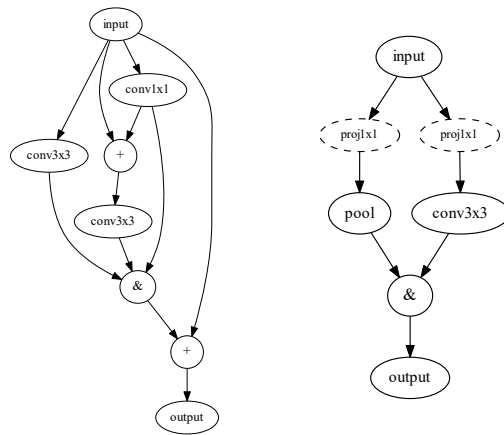 input
conv1x1
conv3x3
+
conv3x3
&
+
output
input
proj1x1
proj1x1
pool
conv3x3
&
output